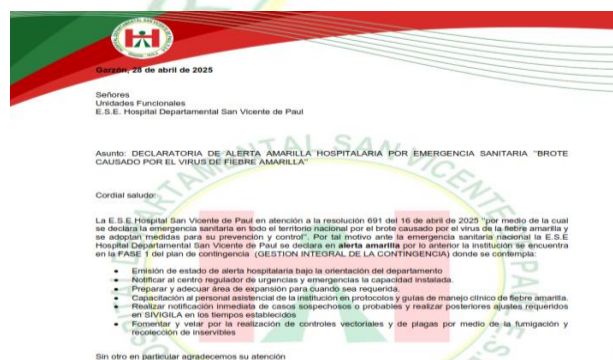 Garzón, 28 de abril de 2025
Señores
Unidades Funcionales
E.S.E. Hospital Departamental San Vicente de Paul
Asunto: DECLARATORIA DE ALERTA AMARILLA HOSPITALARIA POR EMERGENCIA SANITARIA "BROTE
CAUSADO POR EL VIRUS DE FIEBRE AMARILLA"
Cordial saludo:
La E.S.E Hospital San Vicente de Paul en atención a la resolución 691 del 16 de abril de 2025 "por medio de la cual
se declara la emergencia sanitaria en todo el territorio nacional por el brote causado por el virus de la fiebre amarilla y
se adoptan medidas para su prevención y control". Por tal motivo ante la emergencia sanitaria nacional la E.S.E
Hospital Departamental San Vicente de Paul se declara en alerta amarilla por lo anterior la institución se encuentra
en la FASE 1 del plan de contingencia (GESTION INTEGRAL DE LA CONTINGENCIA) donde se contempla:
• Emisión de estado de alerta hospitalaria bajo la orientación del departamento
• Notificar al centro regulador de urgencias y emergencias la capacidad instalada.
• Preparar y adecuar área de expansión para cuando sea requerida.
• Capacitación al personal asistencial de la institución en protocolos y guías de manejo clínico de fiebre amarilla.
• Realizar notificación inmediata de casos sospechosos o probables y realizar posteriores ajustes requeridos
en SIVIGILA en los tiempos establecidos
• Fomentar y velar por la realización de controles vectoriales y de plagas por medio de la fumigación y
recolección de inservibles
Sin otro en particular agradecemos su atención